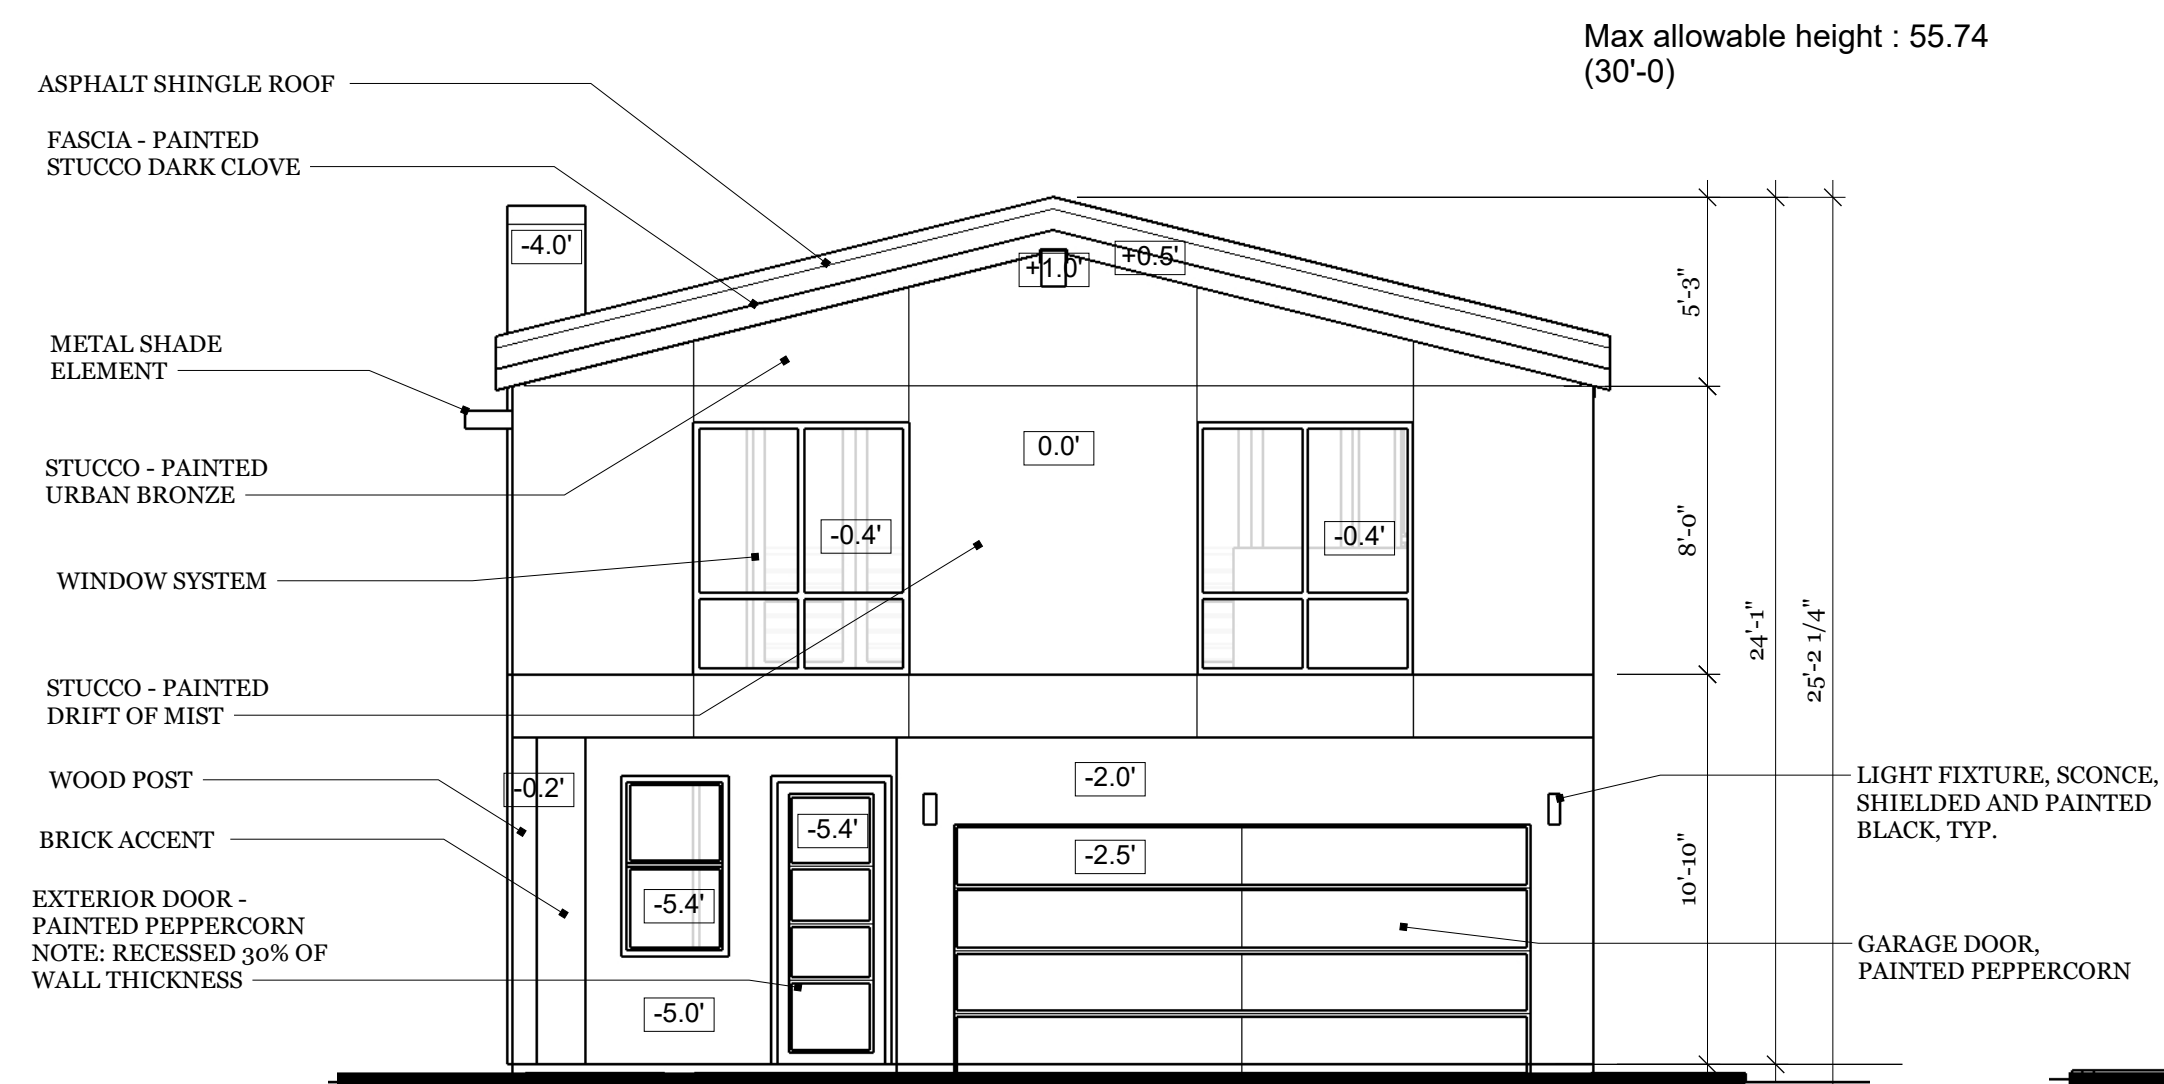 Max allowable height : 55.74
(30'-0)
ASPHALT SHINGLE ROOF
FASCIA - PAINTED
STUCCO DARK CLOVE
-4.0'
+1.0'
+0.5'
5'-3"
METAL SHADE
ELEMENT
0.0'
STUCCO - PAINTED
URBAN BRONZE
-0.4'
-0.4'
8'-0"
WINDOW SYSTEM
24'-1"
25'-2 1/4"
STUCCO - PAINTED
DRIFT OF MIST
WOOD POST
-0.2'
-2.0'
LIGHT FIXTURE, SCONCE,
SHIELDED AND PAINTED
BLACK, TYP.
BRICK ACCENT
-5.4'
-2.5'
10'-10"
EXTERIOR DOOR -
PAINTED PEPPERCORN
NOTE: RECESSED 30% OF
WALL THICKNESS
-5.4'
GARAGE DOOR,
PAINTED PEPPERCORN
-5.0'